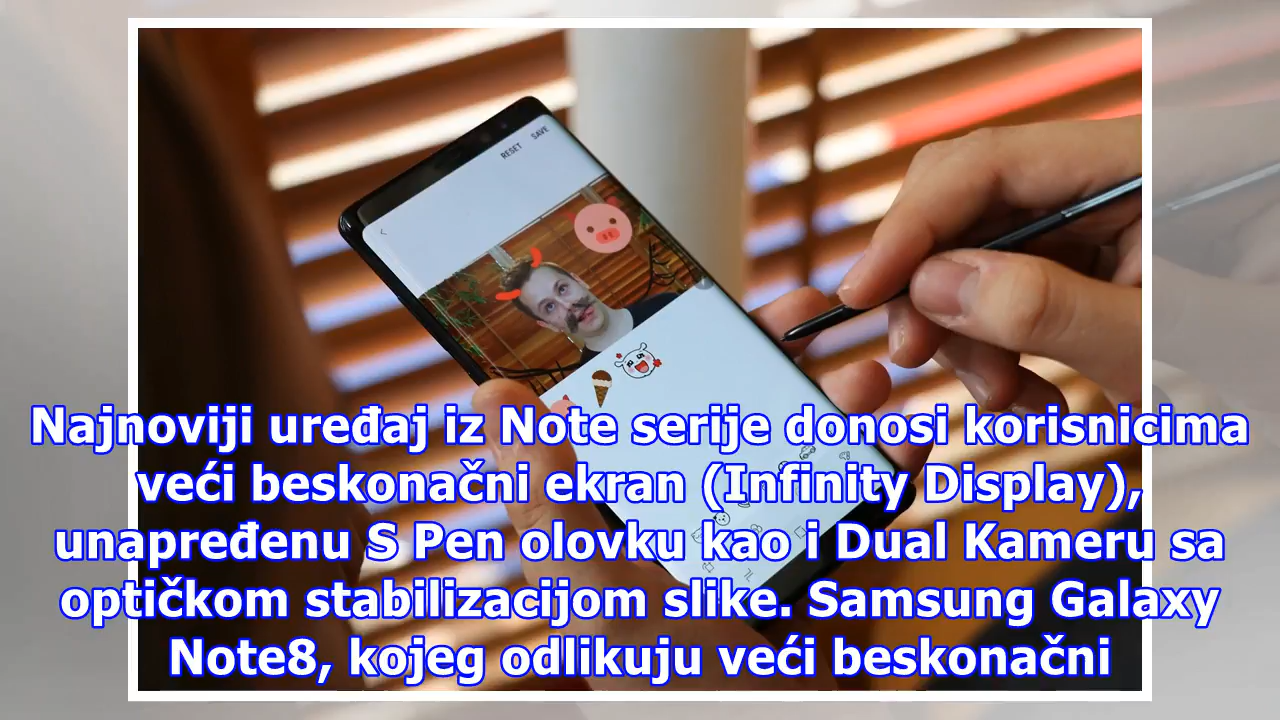 RESET SAVE
Najnoviji uređaj iz Note serije donosi korisnicima
veći beskonačni ekran (Infinity Display),
unapređenu S Pen olovku kao i Dual Kameru sa
optičkom stabilizacijom slike. Samsung Galaxy
Note8, kojeg odlikuju veći beskonačni